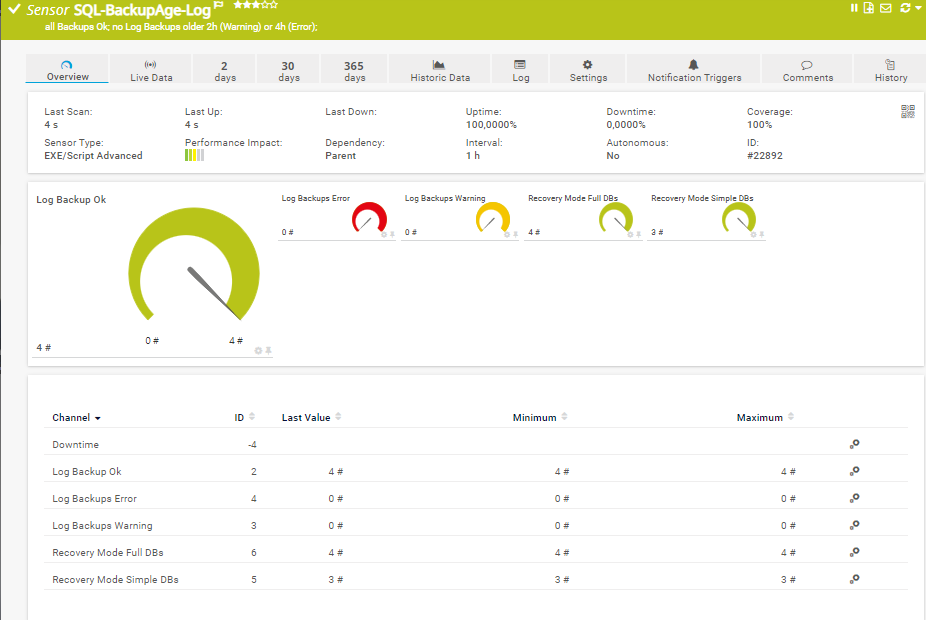 Sensor SQL-BackupAge-Log
all Backups Ok; no Log Backups older 2h (Warning) or 4h (Error);
Overview
Live Data
2 days
30 days
365 days
Historic Data
Log
Settings
Notification Triggers
Comments
History
Last Scan: Last Up: Last Down: Uptime: Downtime: Coverage:
4 s 4 s 100,0000% 0,0000% 100%
Sensor Type: Performance Impact: Dependency: Interval: Autonomous: ID:
EXE/Script Advanced Parent 1 h No #22892
Log Backup Ok
0 # 4 #
4 #
Log Backups Error
0 #
Log Backups Warning
0 #
Recovery Mode Full DBs
4 #
Recovery Mode Simple DBs
3 #
Channel ID Last Value Minimum Maximum
Downtime -4
Log Backup Ok 2 4 # 4 # 4 #
Log Backups Error 4 0 # 0 # 0 #
Log Backups Warning 3 0 # 0 # 0 #
Recovery Mode Full DBs 6 4 # 4 # 4 #
Recovery Mode Simple DBs 5 3 # 3 # 3 #